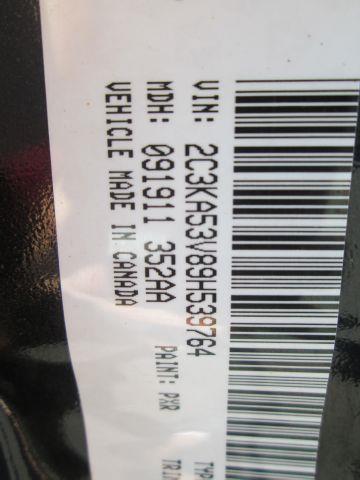 VIN: 2C3KA53V89H539764
MDH: 091911 352AA
VEHICLE MADE IN CANADA
PAINT: PXR